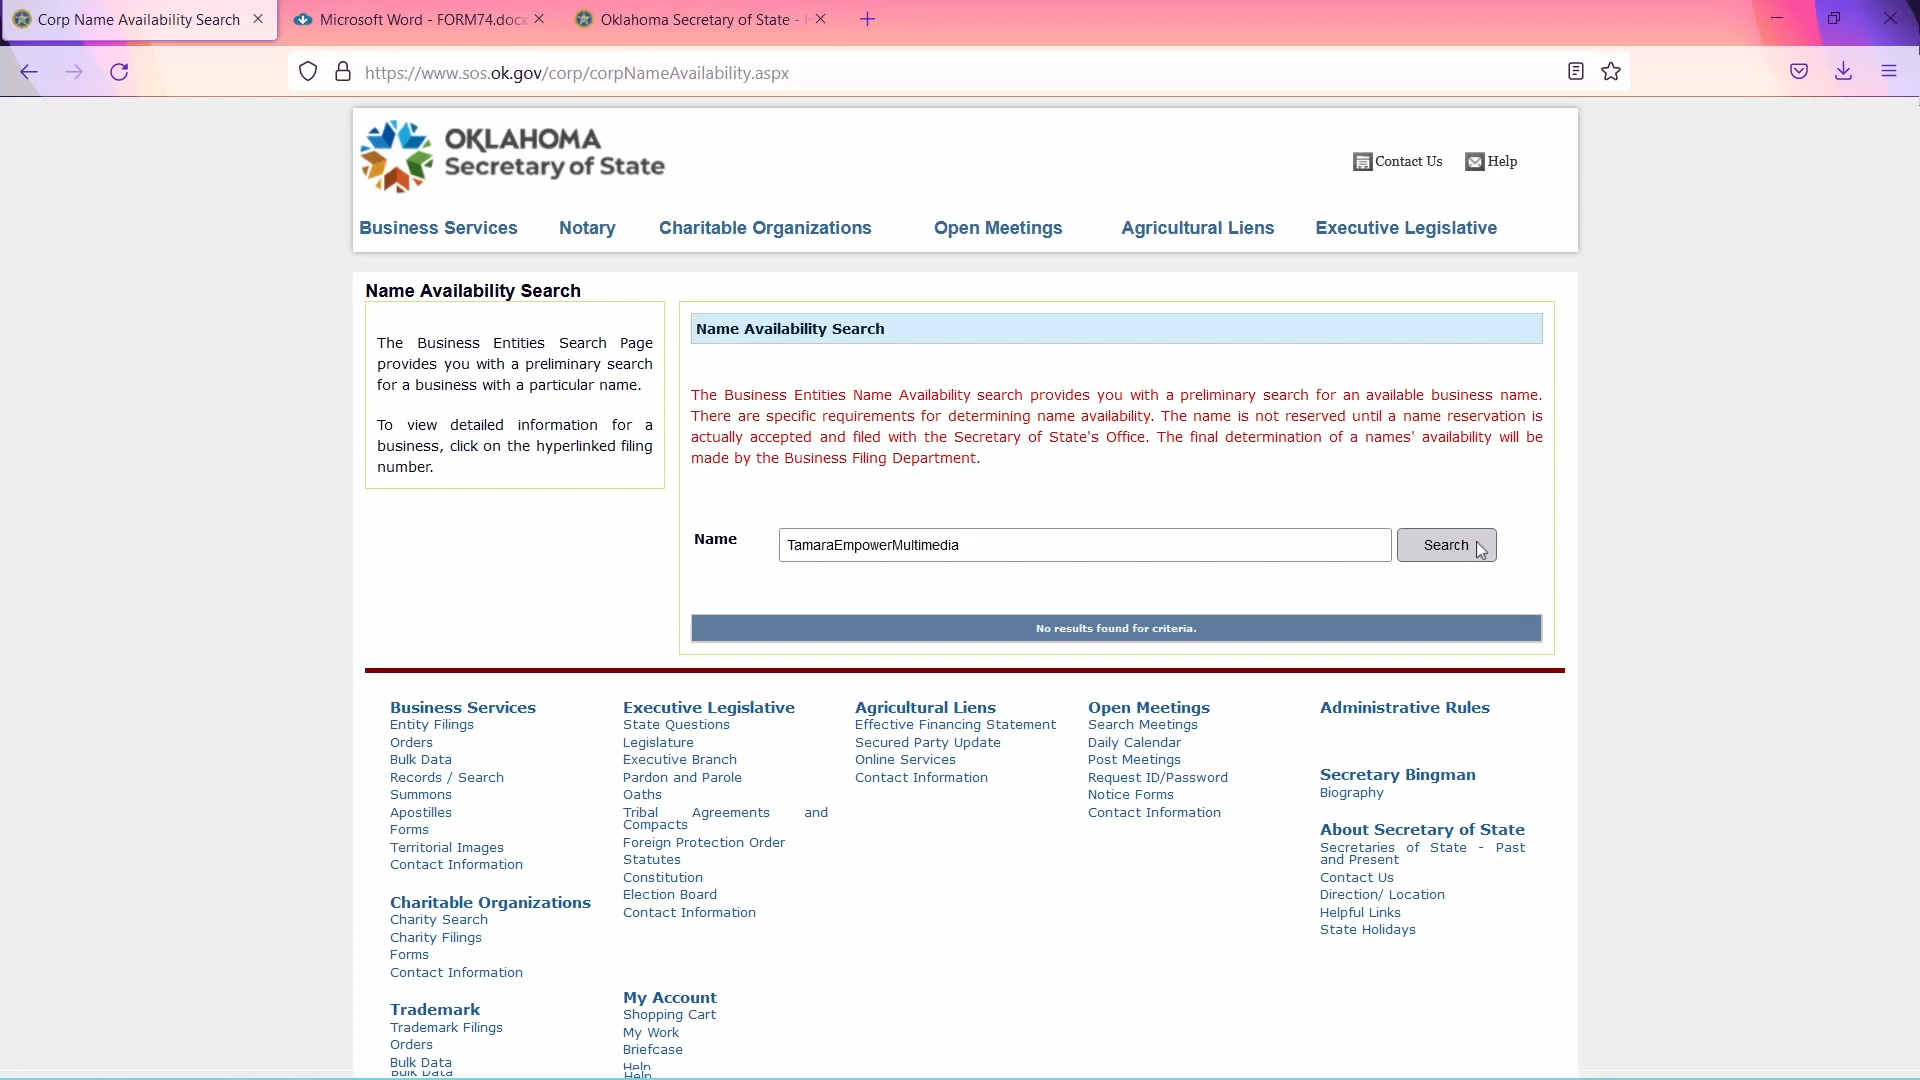 Corp Name Availability Search
Microsoft Word - FORM74.docx
Oklahoma Secretary of State -
https://www.sos.ok.gov/corp/corpNameAvailability.aspx
OKLAHOMA
Secretary of State
Contact Us
Help
Business Services
Notary
Charitable Organizations
Open Meetings
Agricultural Liens
Executive Legislative
Name Availability Search
The Business Entities Search Page
provides you with a preliminary search
for a business with a particular name.
To view detailed information for a
business, click on the hyperlinked filing
number.
Name Availability Search
The Business Entities Name Availability search provides you with a preliminary search for an available business name.
There are specific requirements for determining name availability. The name is not reserved until a name reservation is
actually accepted and filed with the Secretary of State's Office. The final determination of a names' availability will be
made by the Business Filing Department.
Name
TamaraEmpowerMultimedia
Search
No results found for criteria.
Business Services
Entity Filings
Orders
Bulk Data
Records / Search
Summons
Apostilles
Forms
Territorial Images
Contact Information
Charitable Organizations
Charity Search
Charity Filings
Forms
Contact Information
Trademark
Trademark Filings
Orders
Bulk Data
Bulk Data
Executive Legislative
State Questions
Legislature
Executive Branch
Pardon and Parole
Oaths
Tribal Agreements and
Compacts
Foreign Protection Order
Statutes
Constitution
Election Board
Contact Information
My Account
Shopping Cart
My Work
Briefcase
Help
Help
Agricultural Liens
Effective Financing Statement
Secured Party Update
Online Services
Contact Information
Open Meetings
Search Meetings
Daily Calendar
Post Meetings
Request ID/Password
Notice Forms
Contact Information
Administrative Rules
Secretary Bingman
Biography
About Secretary of State
Secretaries of State - Past
and Present
Contact Us
Direction/ Location
Helpful Links
State Holidays